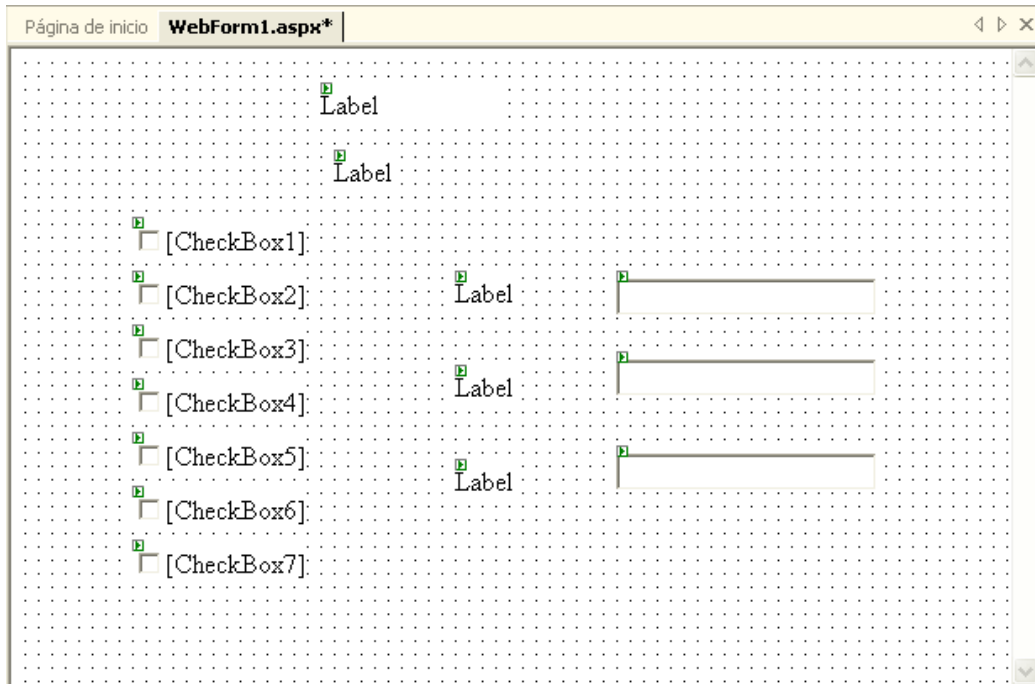 Página de inicio WebForm1.aspx*
Label
Label
[CheckBox1]
[CheckBox2] Label
[CheckBox3]
[CheckBox4] Label
[CheckBox5]
[CheckBox6] Label
[CheckBox7]